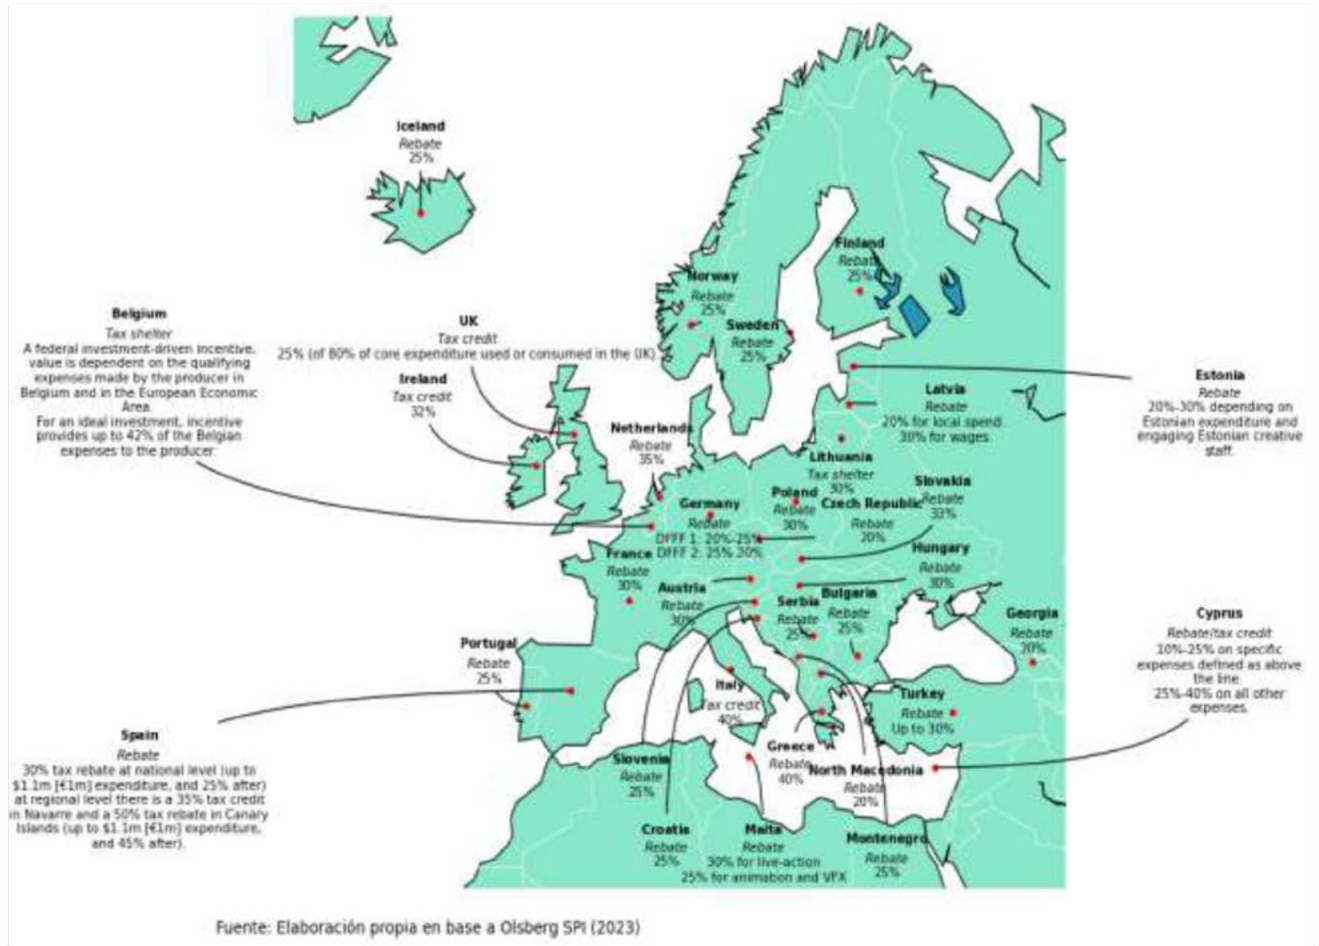 Iceland
Rebate
25%
Finland
Rebate
25%
Norway
Rebate
25%
Sweden
Rebate
25%
Belgium
Tax shelter
A federal investment-driven incentive,
value is dependent on the qualifying
expenses made by the producer in
Belgium and in the European Economic
Area.
For an ideal investment, incentive
provides up to 42% of the Belgian
expenses to the producer.
UK
Tax credit
25% (of 80% of core expenditure used or consumed in the UK)
Ireland
Tax credit
32%
Netherlands
Rebate
35%
Estonia
Rebate
20%-30% depending on
Estonian expenditure and
engaging Estonian creative
staff.
Latvia
Rebate
20% for local spend.
30% for wages.
Lithuania
Tax shelter
30%
Slovakia
Rebate
33%
Germany
Rebate
DFFF 1: 20%-25%
DFFF 2: 25% 20%
Poland
Rebate
30%
Czech Republic
Rebate
20%
France
Rebate
30%
Hungary
Rebate
30%
Austria
Rebate
30%
Serbia
Rebate
25%
Bulgaria
Rebate
25%
Georgia
Rebate
20%
Cyprus
Rebate/tax credit
10%-25% on specific
expenses defined as above
the line.
25%-40% on all other
expenses.
Portugal
Rebate
25%
Italy
Tax credit
40%
Turkey
Rebate
Up to 30%
Spain
Rebate
30% tax rebate at national level (up to
$1.1m [€1m] expenditure, and 25% after)
at regional level there is a 35% tax credit
in Navarre and a 50% tax rebate in Canary
Islands (up to $1.1m [€1m] expenditure,
and 45% after).
Slovenia
Rebate
25%
Greece
Rebate
40%
North Macedonia
Rebate
20%
Croatia
Rebate
25%
Malta
Rebate
30% for live-action
25% for animation and VFX
Montenegro
Rebate
25%
Fuente: Elaboración propia en base a Olsberg SPI (2023)